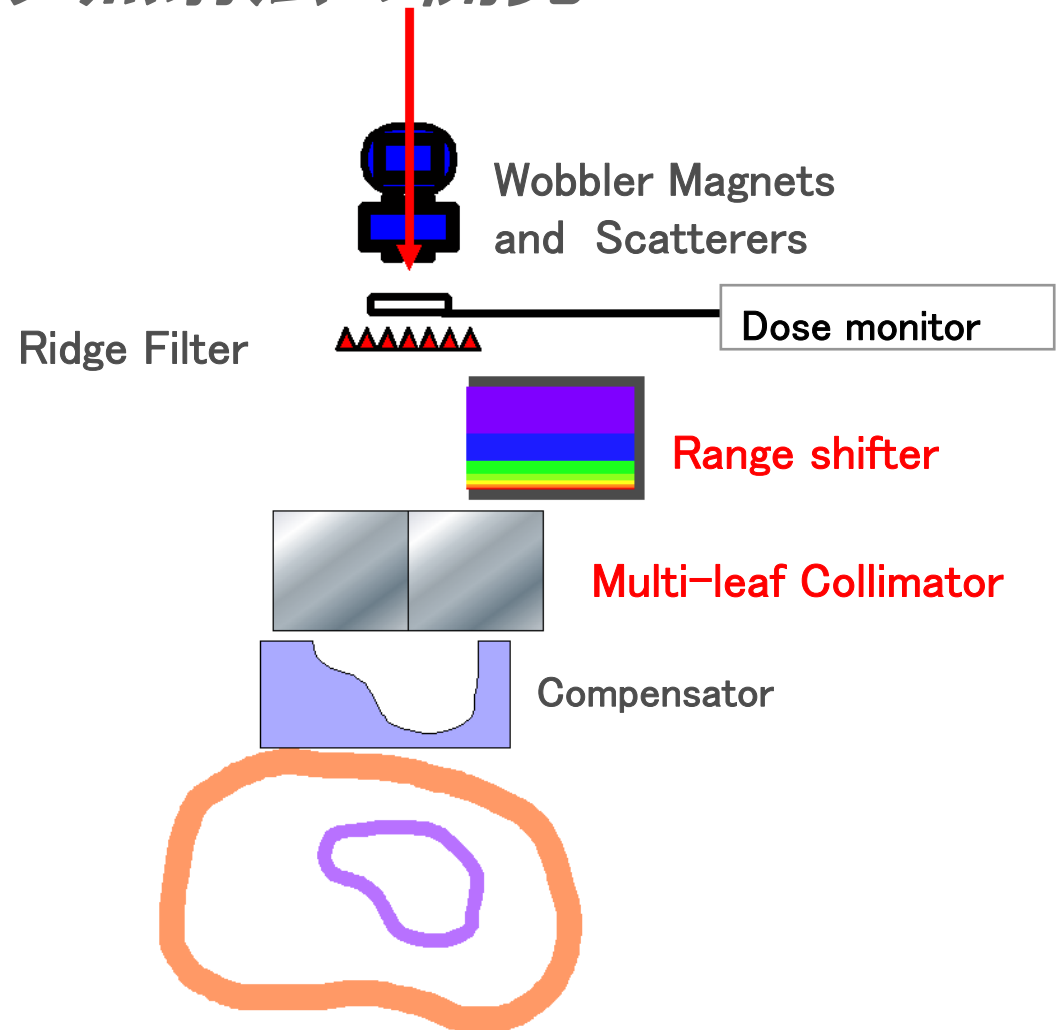 Wobbler Magnets
and Scatterers
Dose monitor
Ridge Filter
Range shifter
Multi-leaf Collimator
Compensator